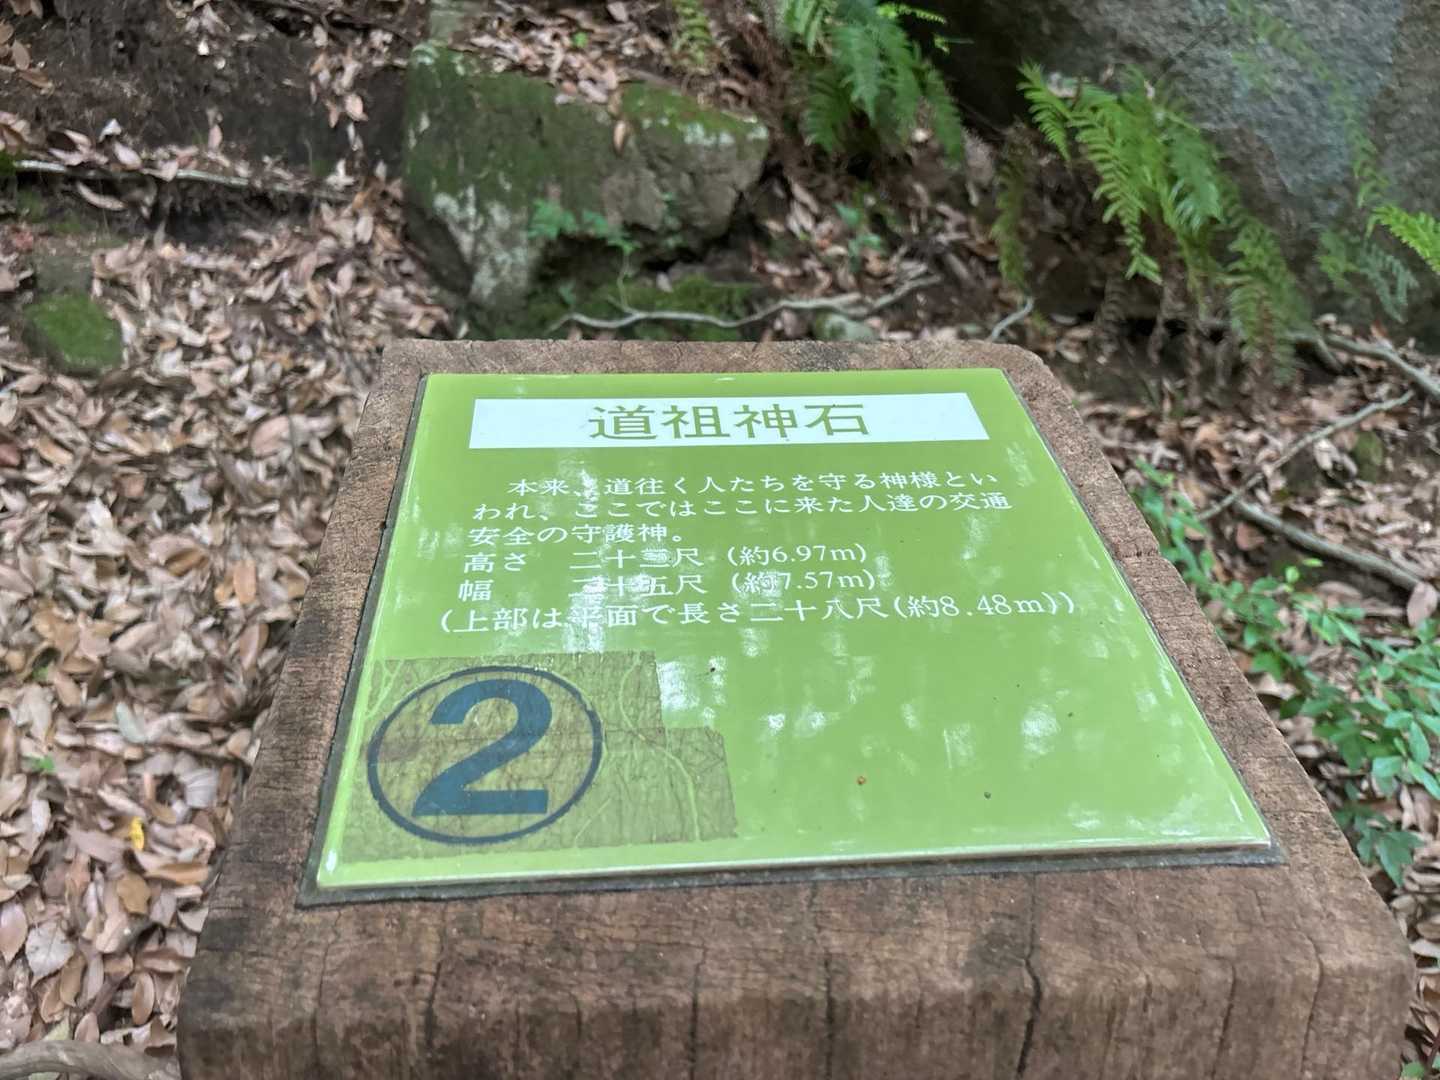 道祖神石
本来、道往く人たちを守る神様とい
われ、ここではここに来た人達の交通
安全の守護神。
高さ 二十三尺 (約6.97m)
幅 二十五尺 (約7.57m)
(上部は平面で長さ二十八尺(約8.48m))
②